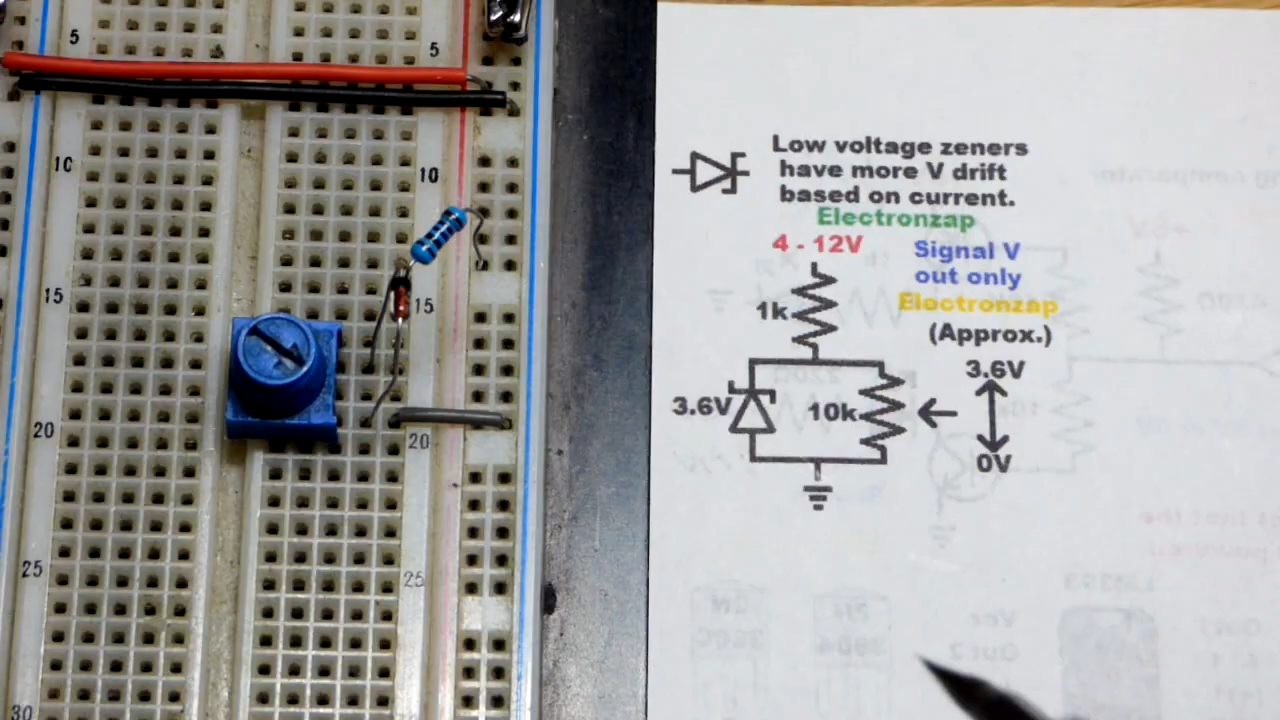 5
5
10
10
15
15
20
20
25
25
30
Low voltage zeners
have more V drift
based on current.
Electronzap
4 - 12V
Signal V
out only
Electronzap
(Approx.)
1k
3.6V
3.6V
10k
0V